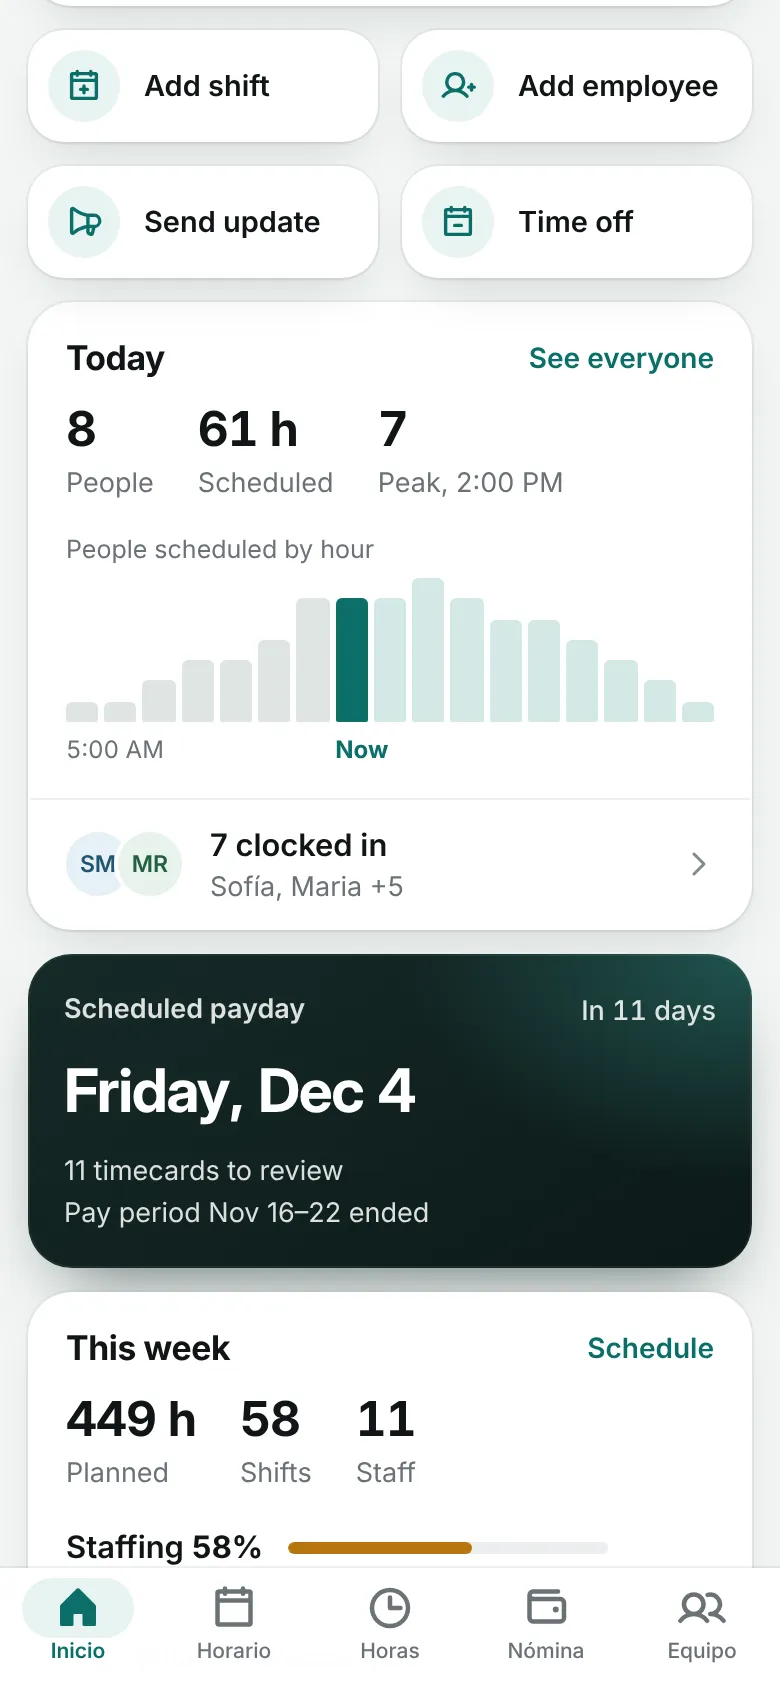 Add shift
Add employee
Send update
Time off
Today
See everyone
8
61 h
7
People
Scheduled
Peak, 2:00 PM
People scheduled by hour
5:00 AM
Now
SM
MR
7 clocked in
Sofía, Maria +5
Scheduled payday
In 11 days
Friday, Dec 4
11 timecards to review
Pay period Nov 16–22 ended
This week
Schedule
449 h
58
11
Planned
Shifts
Staff
Staffing 58%
Inicio
Horario
Horas
Nómina
Equipo